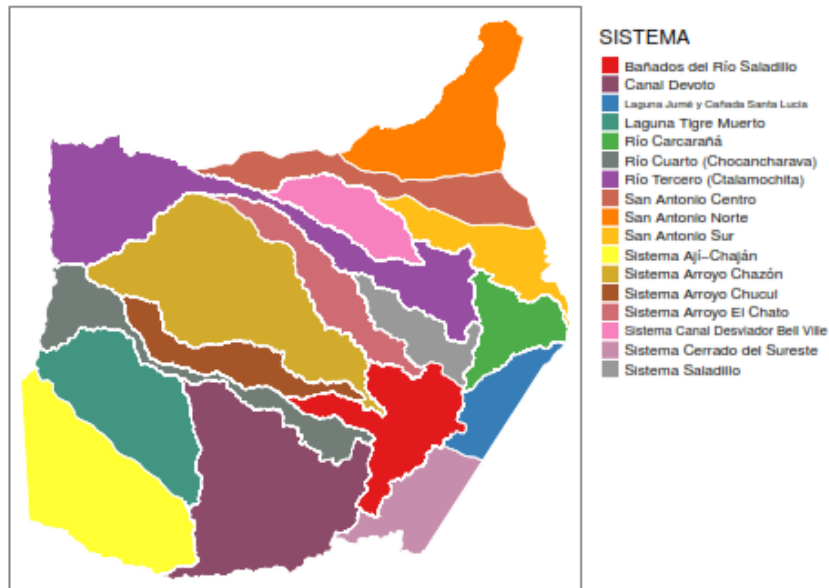 SISTEMA
Bañados del Río Saladillo
Canal Devoto
Laguna Jumé y Cañada Santa Lucia
Laguna Tigre Muerto
Río Carcarañá
Río Cuarto (Chocancharava)
Río Tercero (Ctalamochita)
San Antonio Centro
San Antonio Norte
San Antonio Sur
Sistema Ají-Chaján
Sistema Arroyo Chazón
Sistema Arroyo Chucul
Sistema Arroyo El Chato
Sistema Canal Desviador Bell Ville
Sistema Cerrado del Sureste
Sistema Saladillo